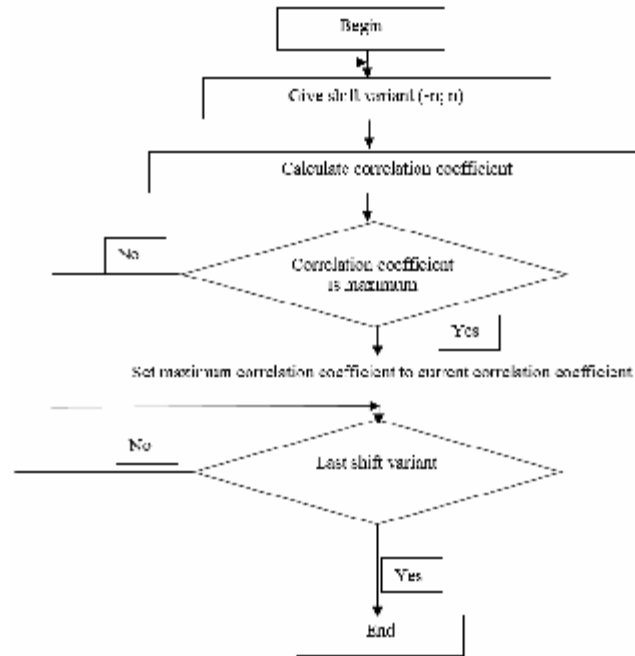 Begin
Give shift variant (-n; n)
Calculate correlation coefficient
No
Correlation coefficient
is maximum
Yes
Set maximum correlation coefficient to current correlation coefficient
No
Last shift variant
Yes
End